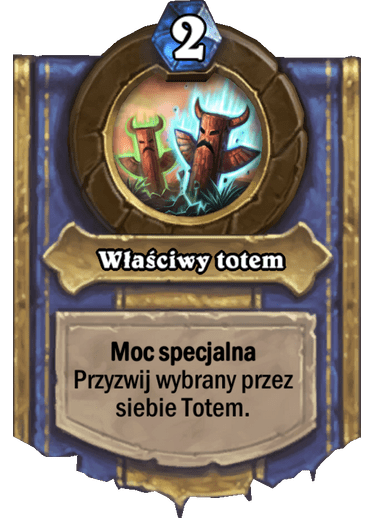 2
Właściwy totem
Moc specjalna
Przyzwij wybrany przez
siebie Totem.